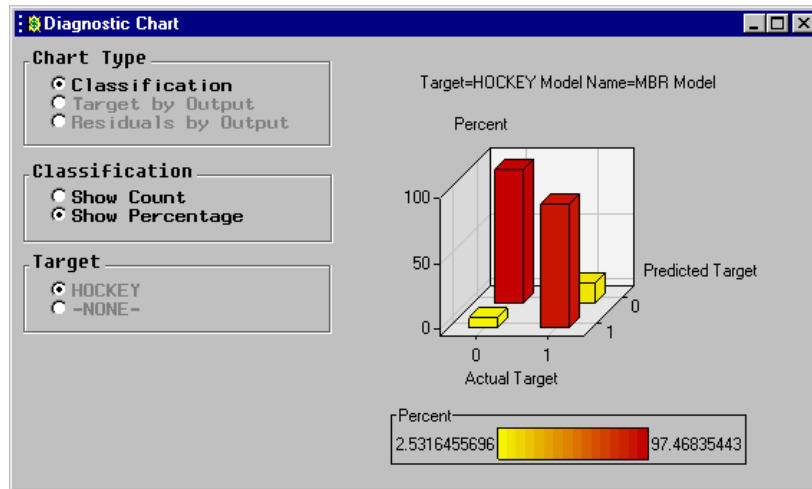 Diagnostic Chart
Chart Type
Classification
Target by Output
Residuals by Output
Classification
Show Count
Show Percentage
Target
HOCKEY
-NONE-
Target=HOCKEY Model Name=MBR Model
Percent
100
50
0
Predicted Target
0
1
0 1
Actual Target
Percent
2.5316455696 97.46835443